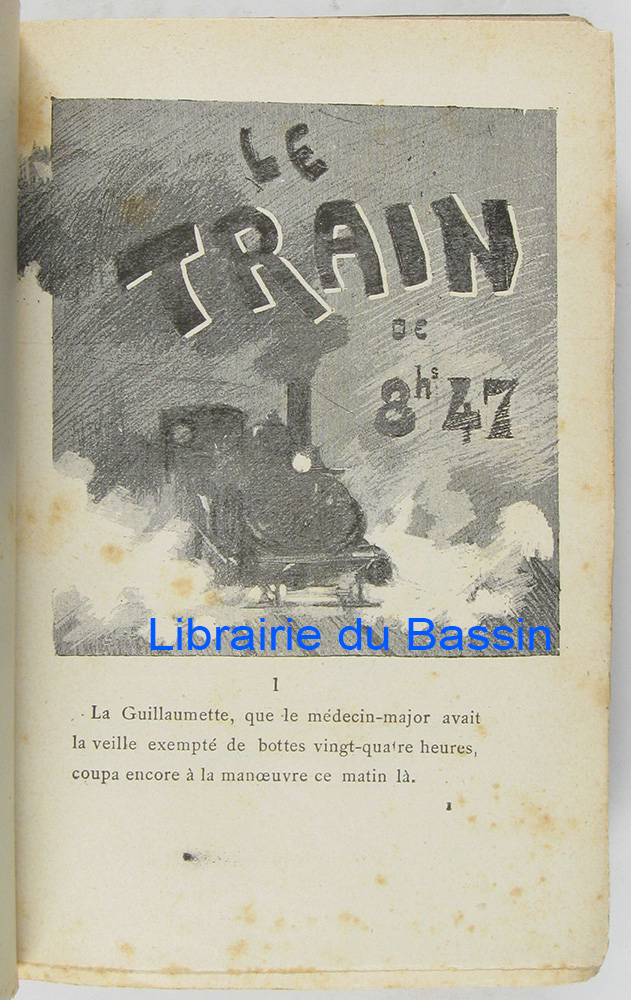 LE
TRAIN
DE
8hs 47
Librairie du Bassin
I
La Guillaumette, que le médecin-major avait
la veille exempté de bottes vingt-quatre heures,
coupa encore à la manœuvre ce matin là.
1